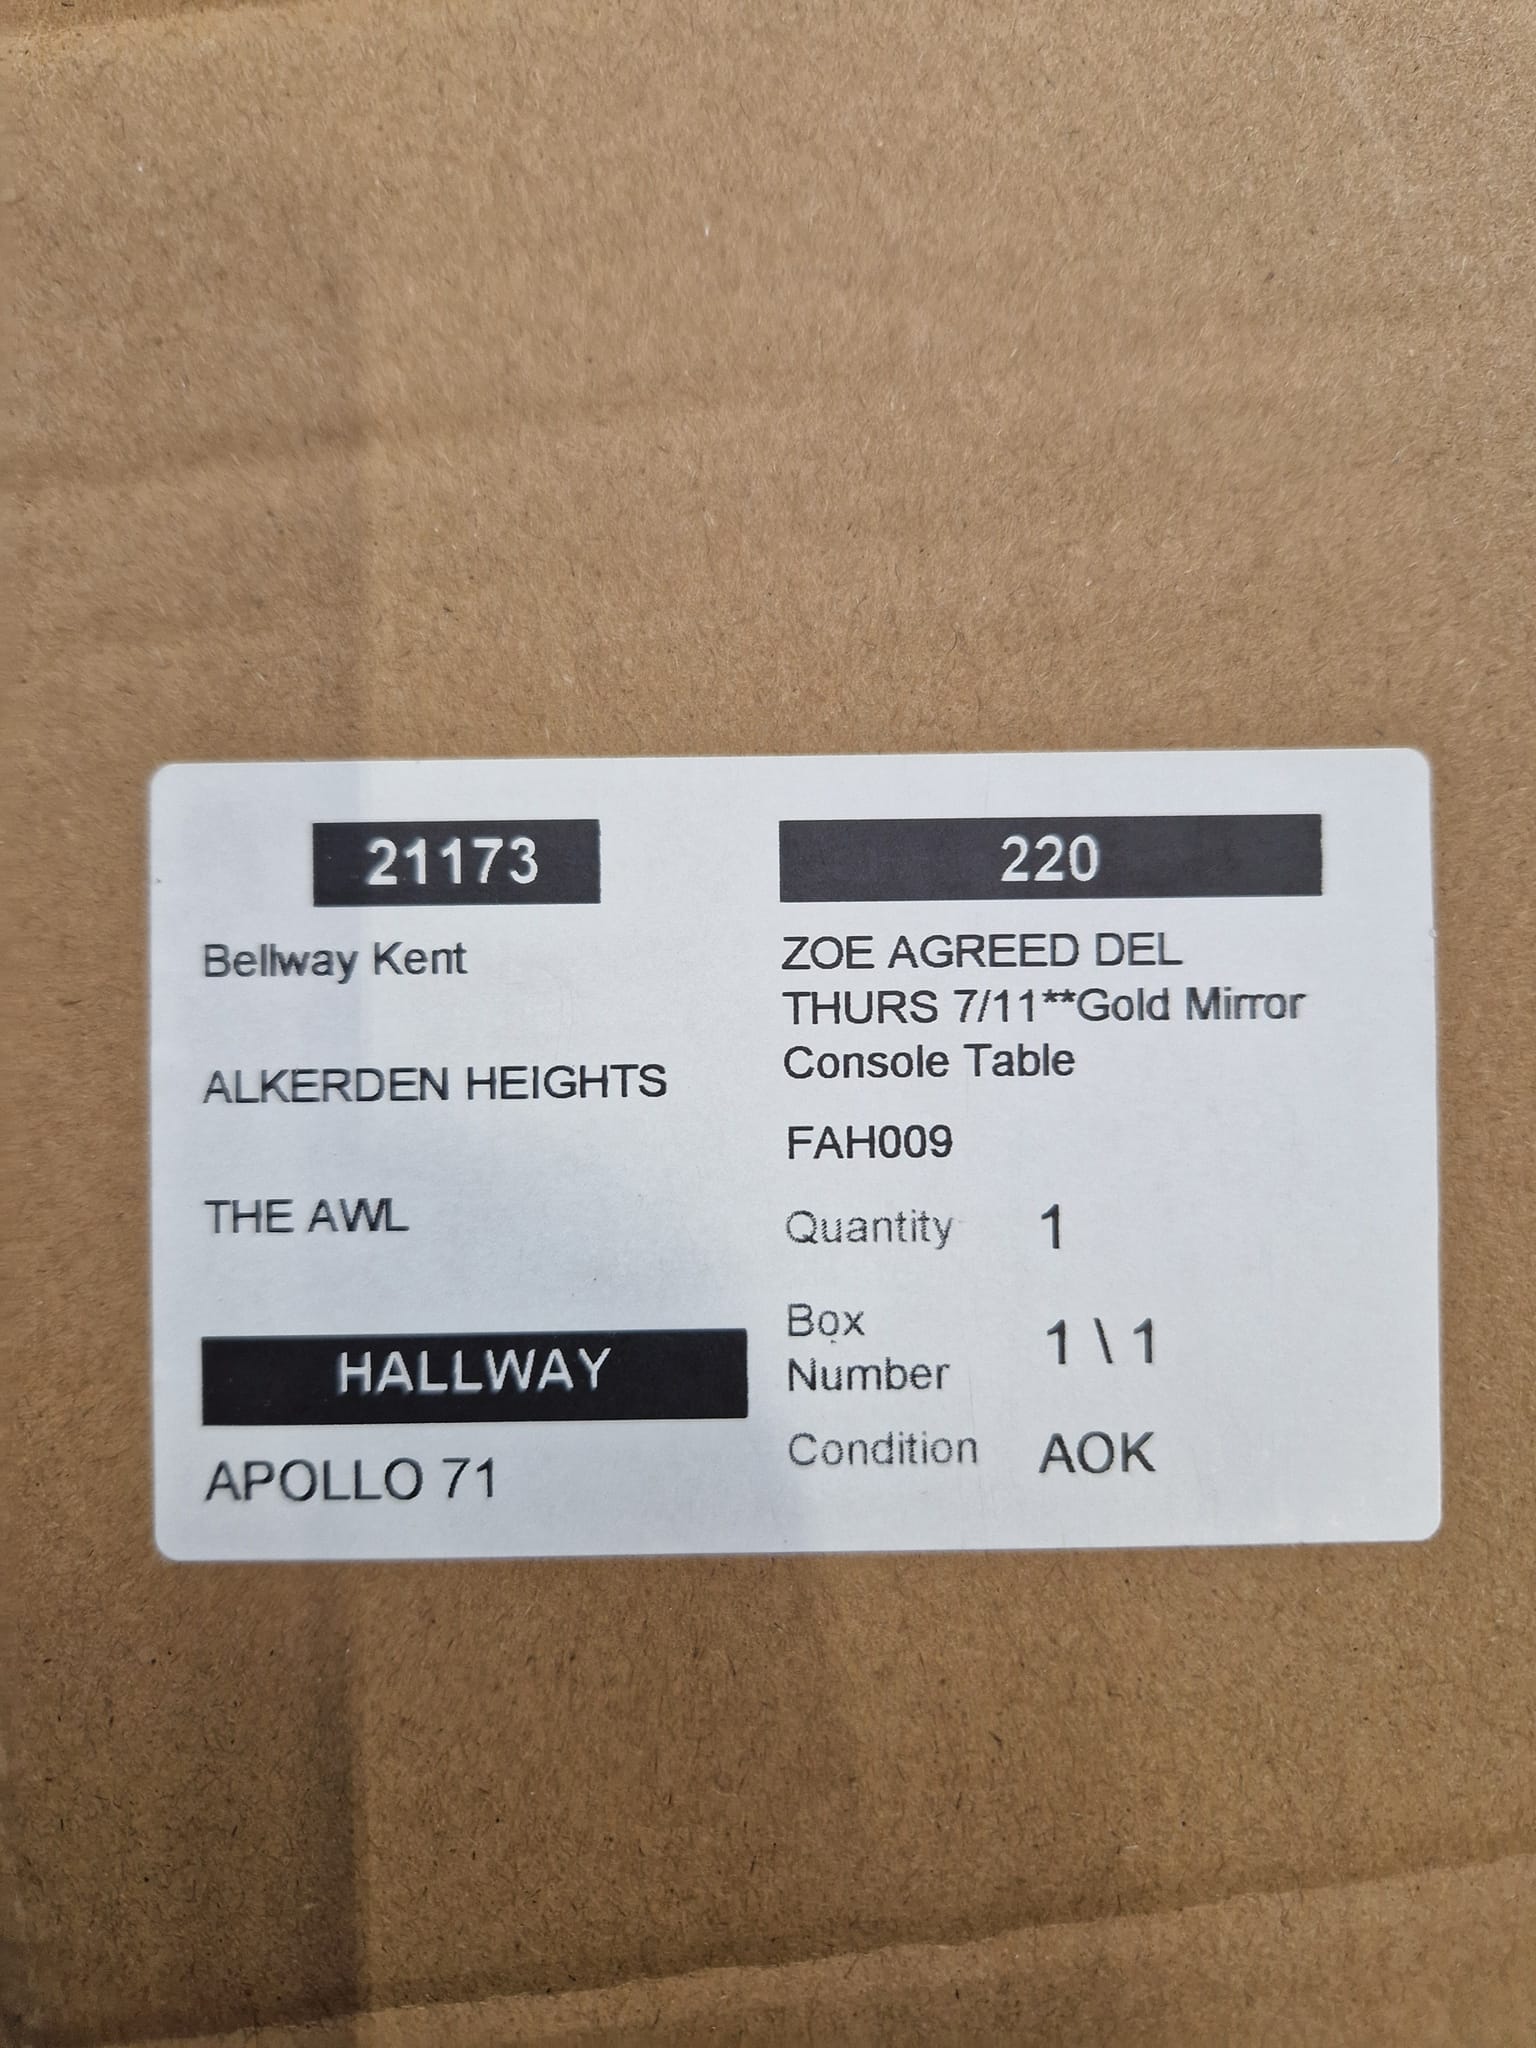 21173
Bellway Kent
ALKERDEN HEIGHTS
THE AWL
HALLWAY
APOLLO 71
220
ZOE AGREED DEL
THURS 7/11**Gold Mirror
Console Table
FAH009
Quantity 1
Box
Number 1 \ 1
Condition AOK